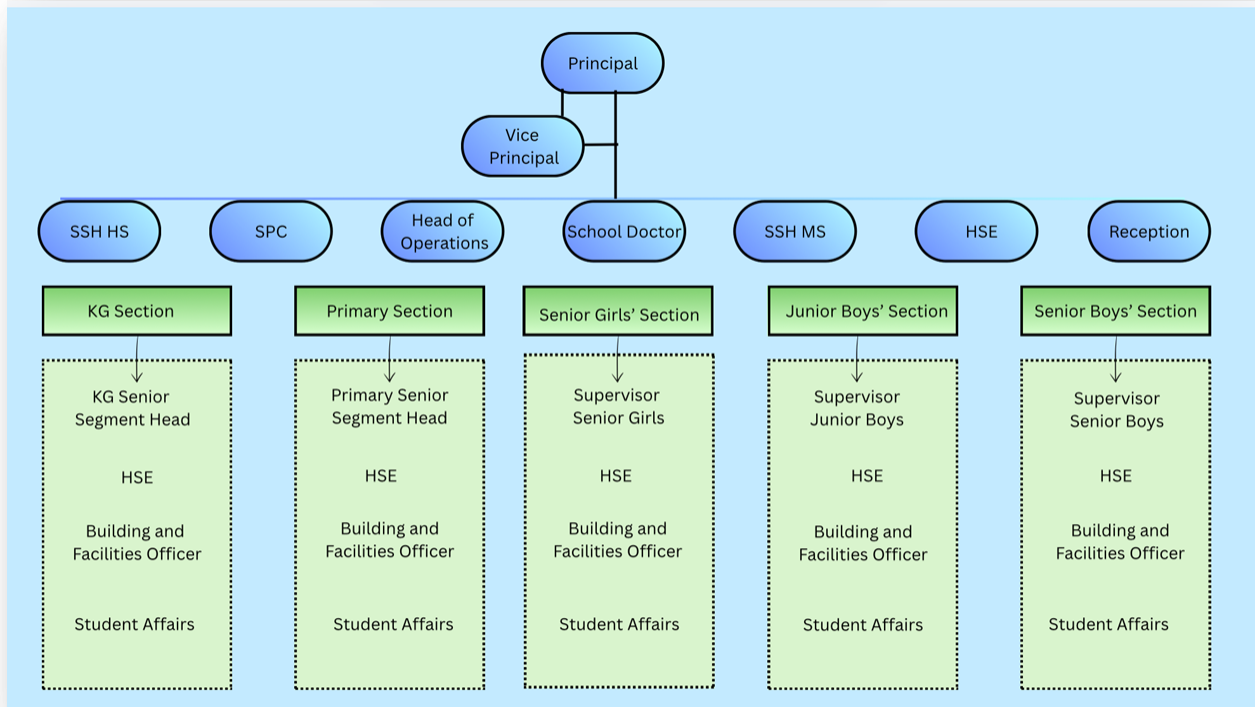 Principal
Vice
Principal
SSH HS
SPC
Head of
Operations
School Doctor
SSH MS
HSE
Reception
KG Section
Primary Section
Senior Girls’ Section
Junior Boys’ Section
Senior Boys’ Section
KG Senior
Segment Head
HSE
Building and
Facilities Officer
Student Affairs
Primary Senior
Segment Head
HSE
Building and
Facilities Officer
Student Affairs
Supervisor
Senior Girls
HSE
Building and
Facilities Officer
Student Affairs
Supervisor
Junior Boys
HSE
Building and
Facilities Officer
Student Affairs
Supervisor
Senior Boys
HSE
Building and
Facilities Officer
Student Affairs